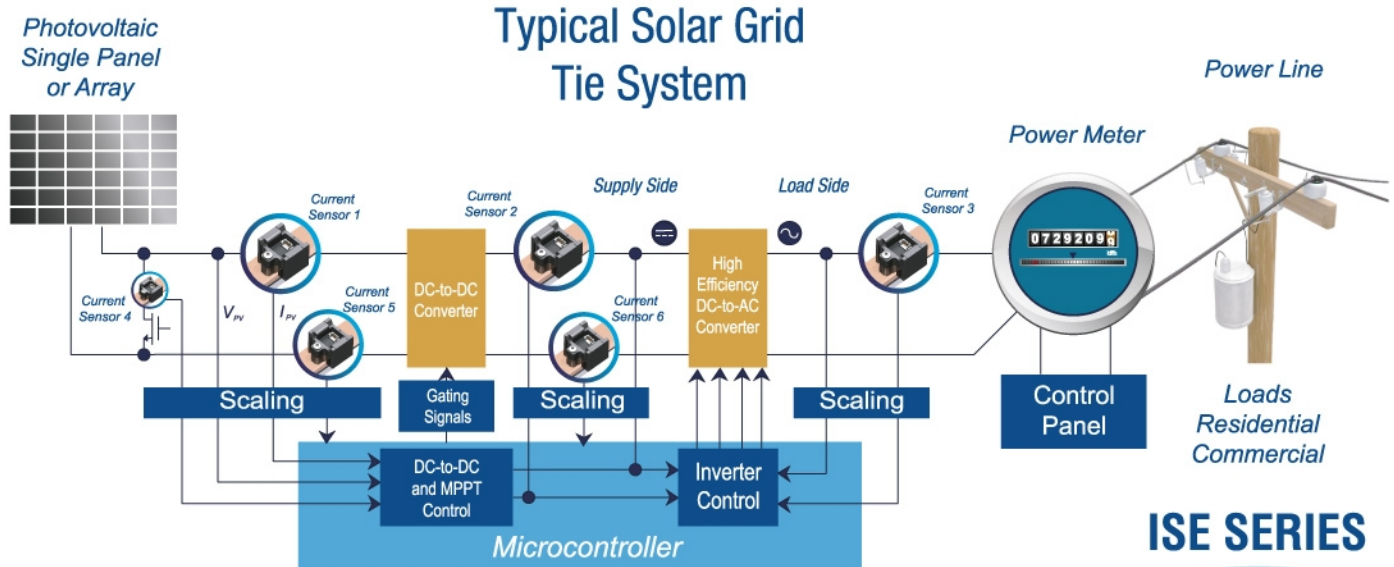 Typical Solar Grid
Tie System
Photovoltaic
Single Panel
or Array
Power Line
Power Meter
Current
Sensor 1
Current
Sensor 2
Supply Side
Load Side
Current
Sensor 3
0729209
Current
Sensor 4
VPV
IPV
Current
Sensor 5
DC-to-DC
Converter
Current
Sensor 6
High
Efficiency
DC-to-AC
Converter
Scaling
Gating
Signals
Scaling
Scaling
Control
Panel
Loads
Residential
Commercial
DC-to-DC
and MPPT
Control
Inverter
Control
Microcontroller
ISE SERIES